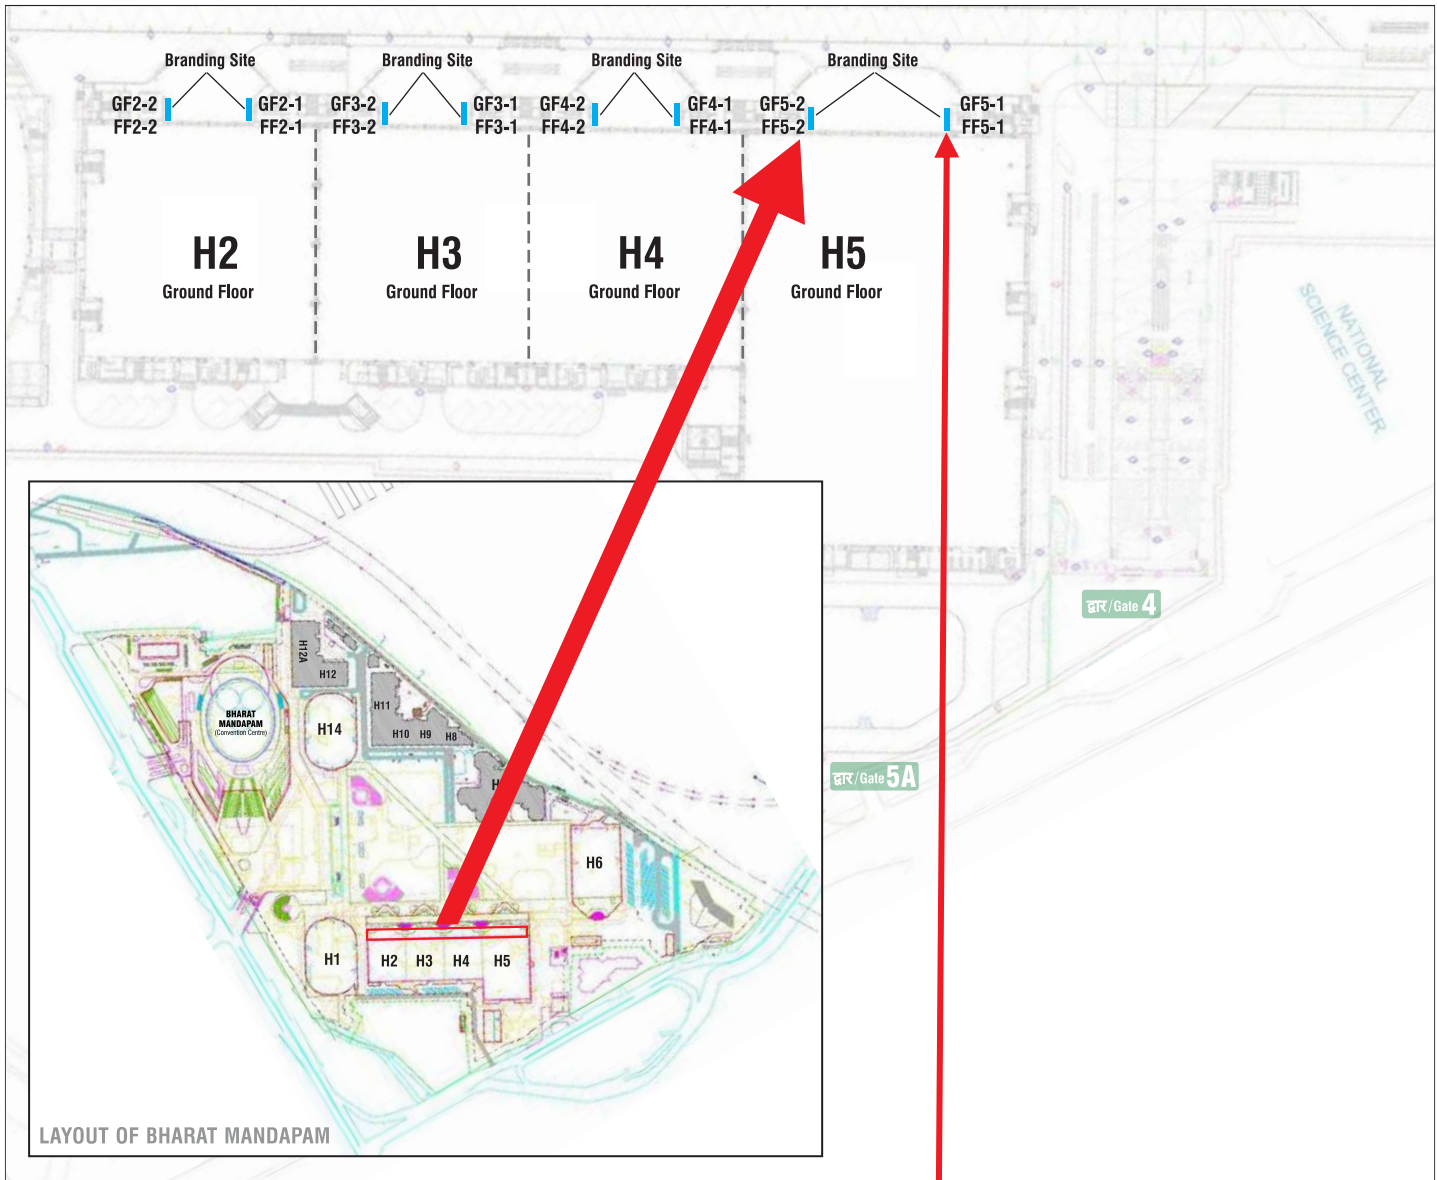 Branding Site
Branding Site
Branding Site
Branding Site
GF2-2
FF2-2
GF2-1
FF2-1
GF3-2
FF3-2
GF3-1
FF3-1
GF4-2
FF4-2
GF4-1
FF4-1
GF5-2
FF5-2
GF5-1
FF5-1
H2
Ground Floor
H3
Ground Floor
H4
Ground Floor
H5
Ground Floor
NATIONAL
SCIENCE CENTER
द्वार/Gate 4
द्वार/Gate 5A
H12A
H12
H11
H10
H9
H8
BHARAT
MANDAPAM
(Convention Centre)
H14
H6
H1
H2
H3
H4
H5
LAYOUT OF BHARAT MANDAPAM